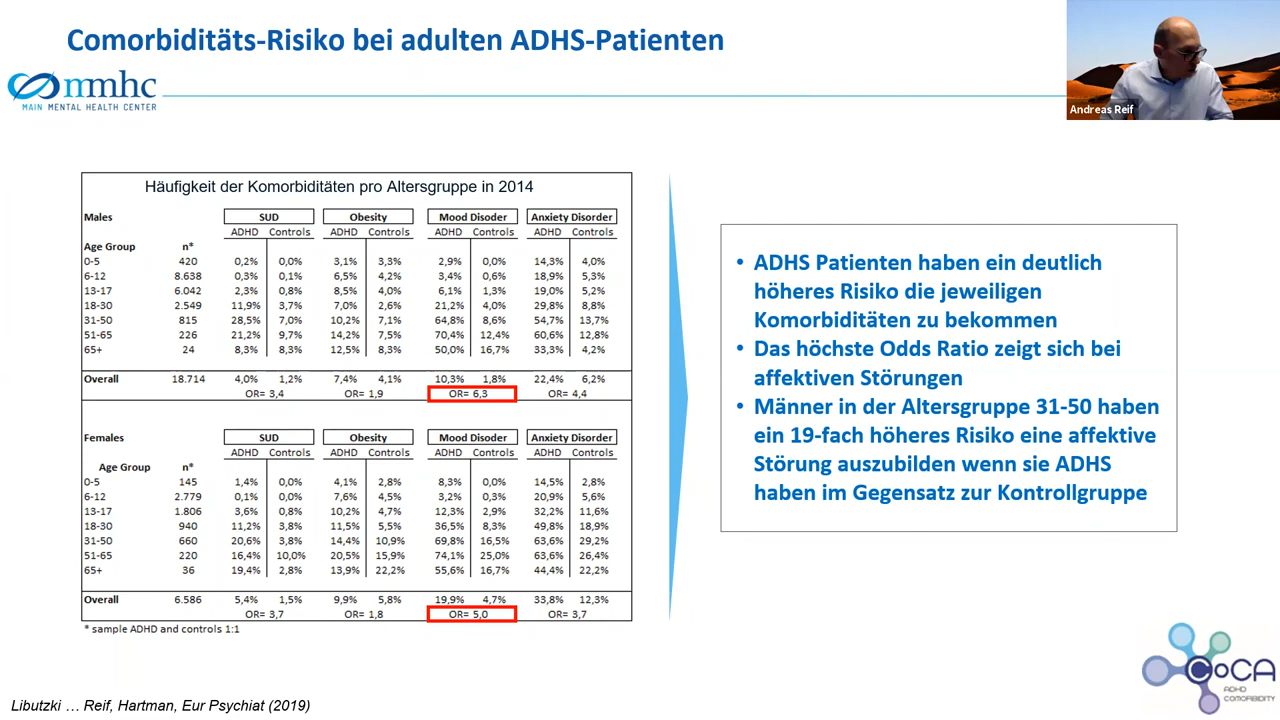 Comorbiditäts-Risiko bei adulten ADHS-Patienten
mmhc
MAIN MENTAL HEALTH CENTER
Andreas Reif
Häufigkeit der Komorbiditäten pro Altersgruppe in 2014
Males SUD Obesity Mood Disoder Anxiety Disorder
ADHD Controls ADHD Controls ADHD Controls ADHD Controls
Age Group n*
0-5 420 0,2% 0,0% 3,1% 3,3% 2,9% 0,0% 14,3% 4,0%
6-12 8.638 0,3% 0,1% 6,5% 4,2% 3,4% 0,6% 18,9% 5,3%
13-17 6.042 2,3% 0,8% 8,5% 4,0% 6,1% 1,3% 19,0% 5,2%
18-30 2.549 11,9% 3,7% 7,0% 2,6% 21,2% 4,0% 29,8% 8,8%
31-50 815 28,5% 7,0% 10,2% 7,1% 64,8% 8,6% 54,7% 13,7%
51-65 226 21,2% 9,7% 14,2% 7,5% 70,4% 12,4% 60,6% 12,8%
65+ 24 8,3% 8,3% 12,5% 8,3% 50,0% 16,7% 33,3% 4,2%
Overall 18.714 4,0% 1,2% 7,4% 4,1% 10,3% 1,8% 22,4% 6,2%
OR= 3,4 OR= 1,9 OR= 6,3 OR= 4,4
Females SUD Obesity Mood Disoder Anxiety Disorder
ADHD Controls ADHD Controls ADHD Controls ADHD Controls
Age Group n*
0-5 145 1,4% 0,0% 4,1% 2,8% 8,3% 0,0% 14,5% 2,8%
6-12 2.779 0,1% 0,0% 7,6% 4,5% 3,2% 0,3% 20,9% 5,6%
13-17 1.806 3,6% 0,8% 10,2% 4,7% 12,3% 2,9% 32,2% 11,6%
18-30 940 11,2% 3,8% 11,5% 5,5% 36,5% 8,3% 49,8% 18,9%
31-50 660 20,6% 3,8% 14,4% 10,9% 69,8% 16,5% 63,6% 29,2%
51-65 220 16,4% 10,0% 20,5% 15,9% 74,1% 25,0% 63,6% 26,4%
65+ 36 19,4% 2,8% 13,9% 22,2% 55,6% 16,7% 44,4% 22,2%
Overall 6.586 5,4% 1,5% 9,9% 5,8% 19,9% 4,7% 33,8% 12,3%
OR= 3,7 OR= 1,8 OR= 5,0 OR= 3,7
* sample ADHD and controls 1:1
• ADHS Patienten haben ein deutlich
höheres Risiko die jeweiligen
Komorbiditäten zu bekommen
• Das höchste Odds Ratio zeigt sich bei
affektiven Störungen
• Männer in der Altersgruppe 31-50 haben
ein 19-fach höheres Risiko eine affektive
Störung auszubilden wenn sie ADHS
haben im Gegensatz zur Kontrollgruppe
CoCA
ADHD
COMORBIDITY
Libutzki … Reif, Hartman, Eur Psychiat (2019)